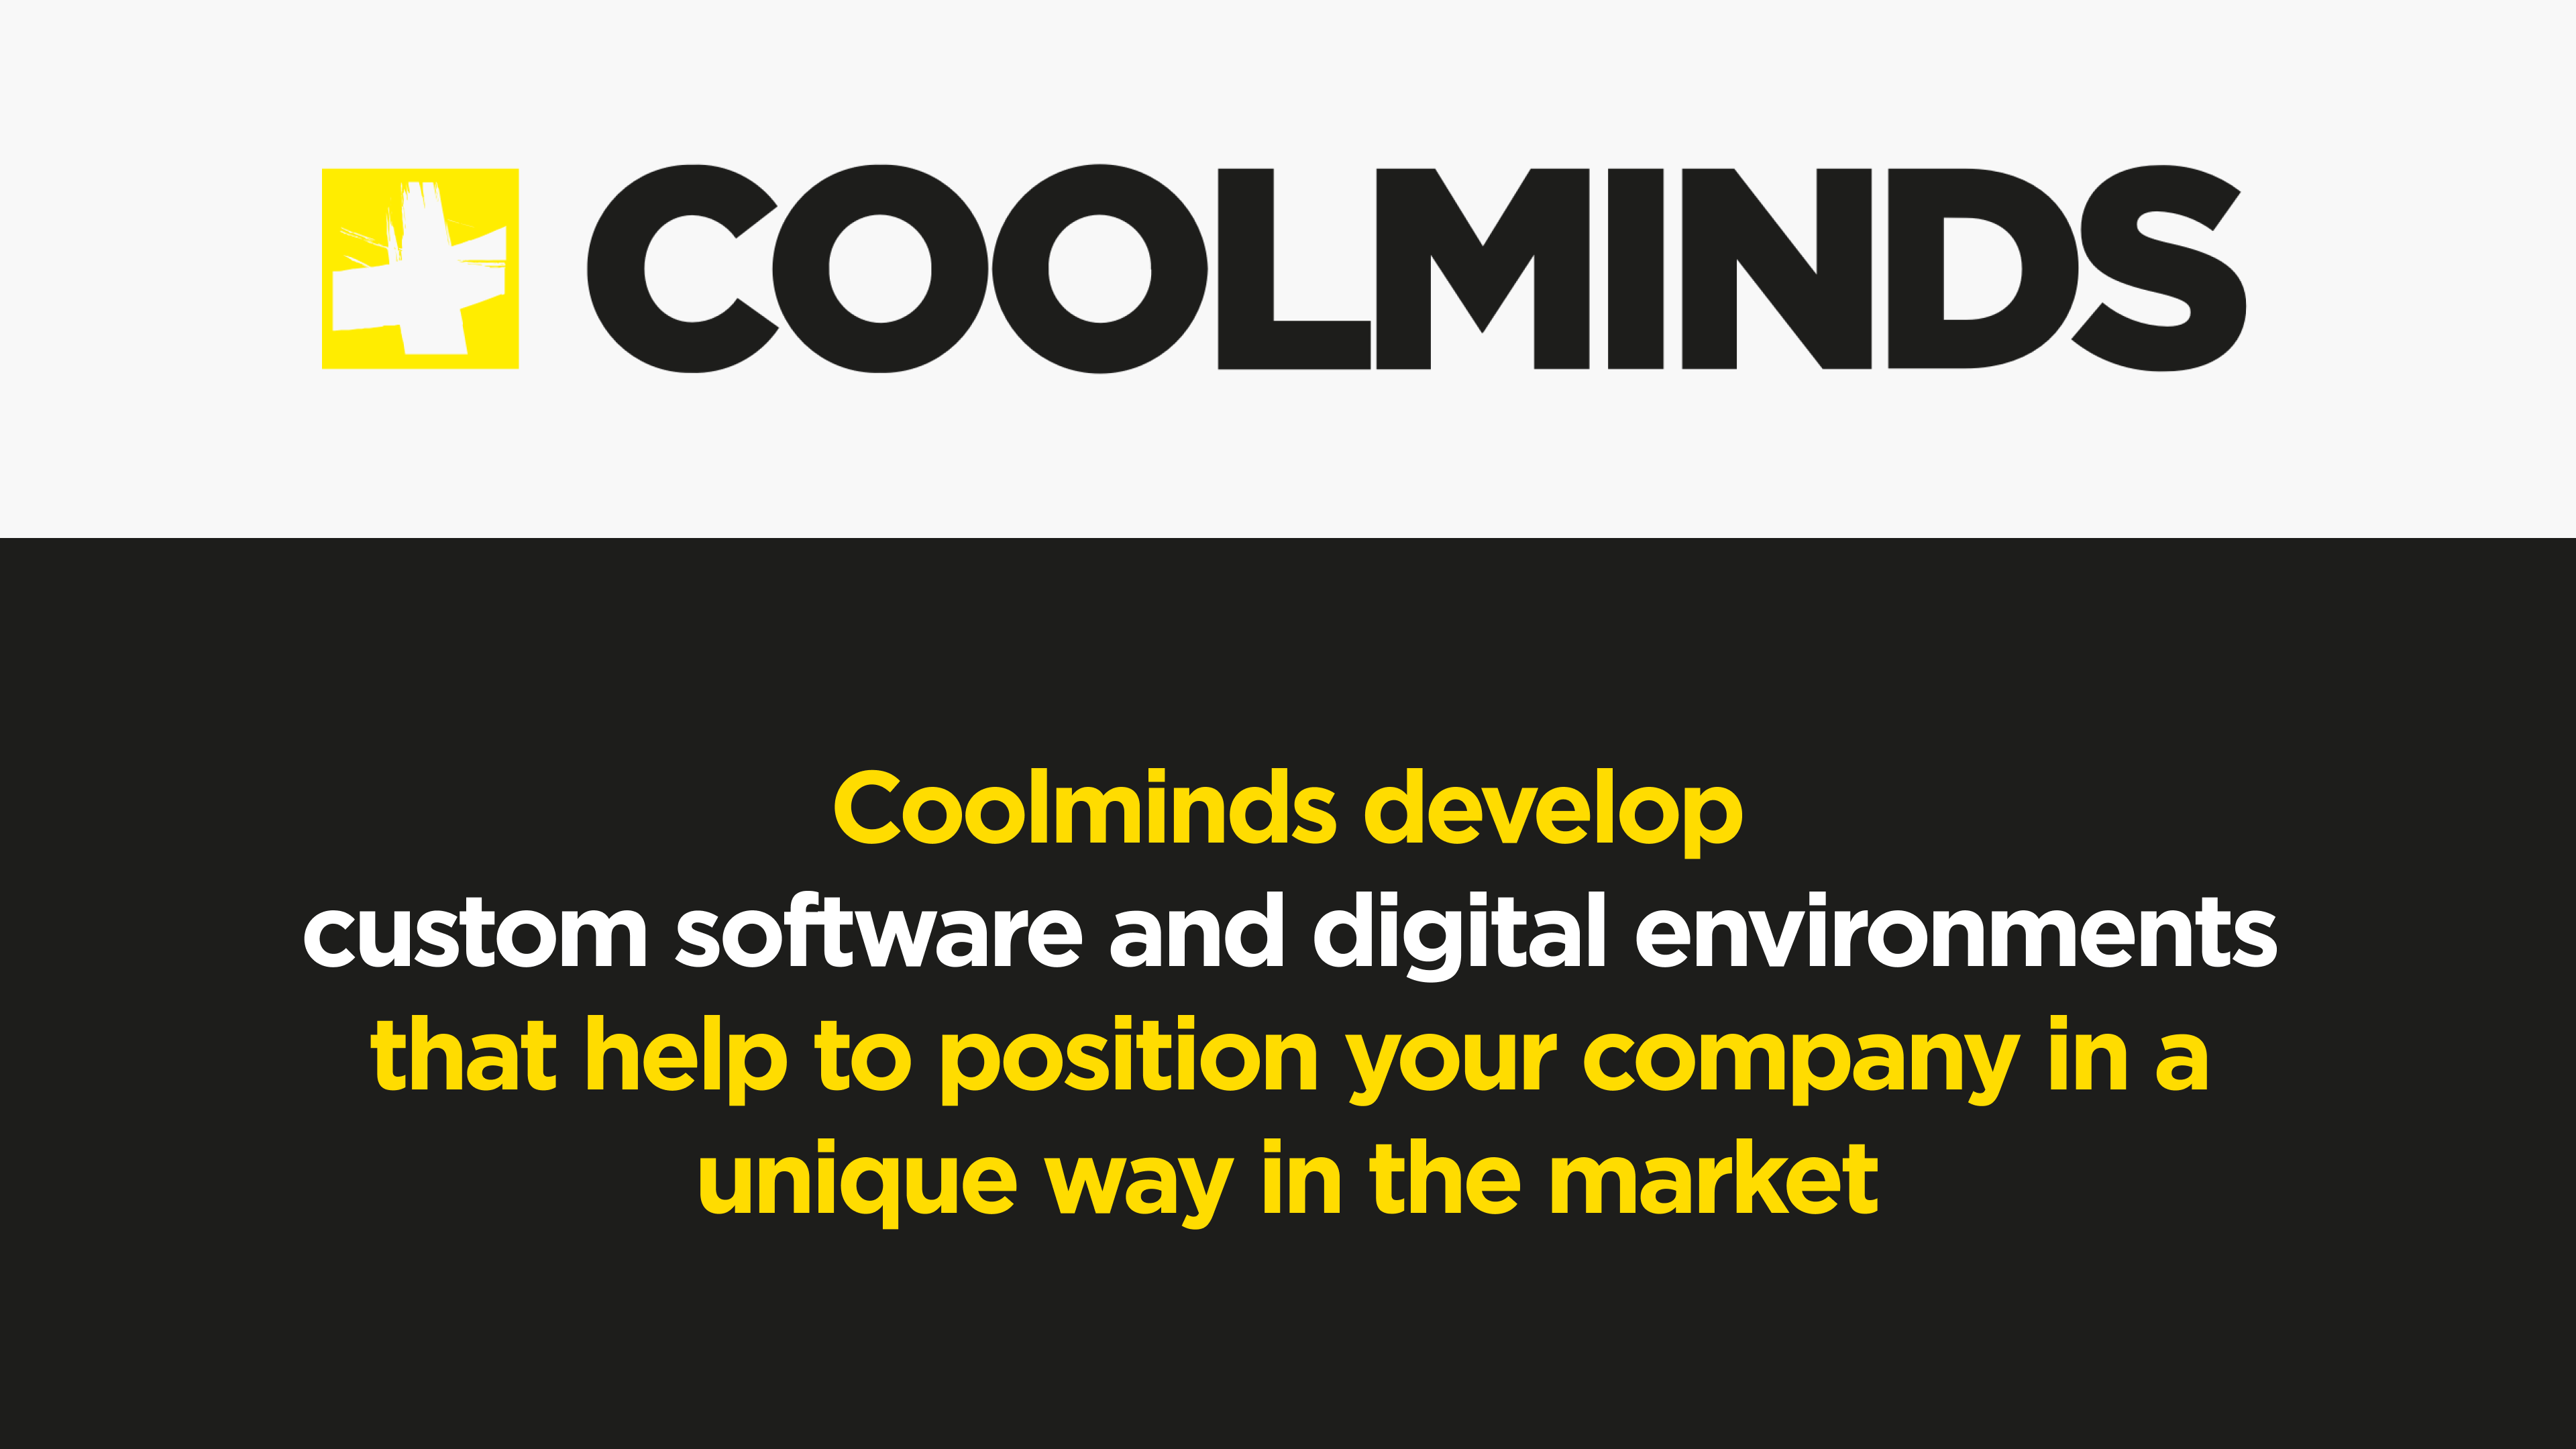 COOLMINDS
Coolminds develop
custom software and digital environments
that help to position your company in a
unique way in the market